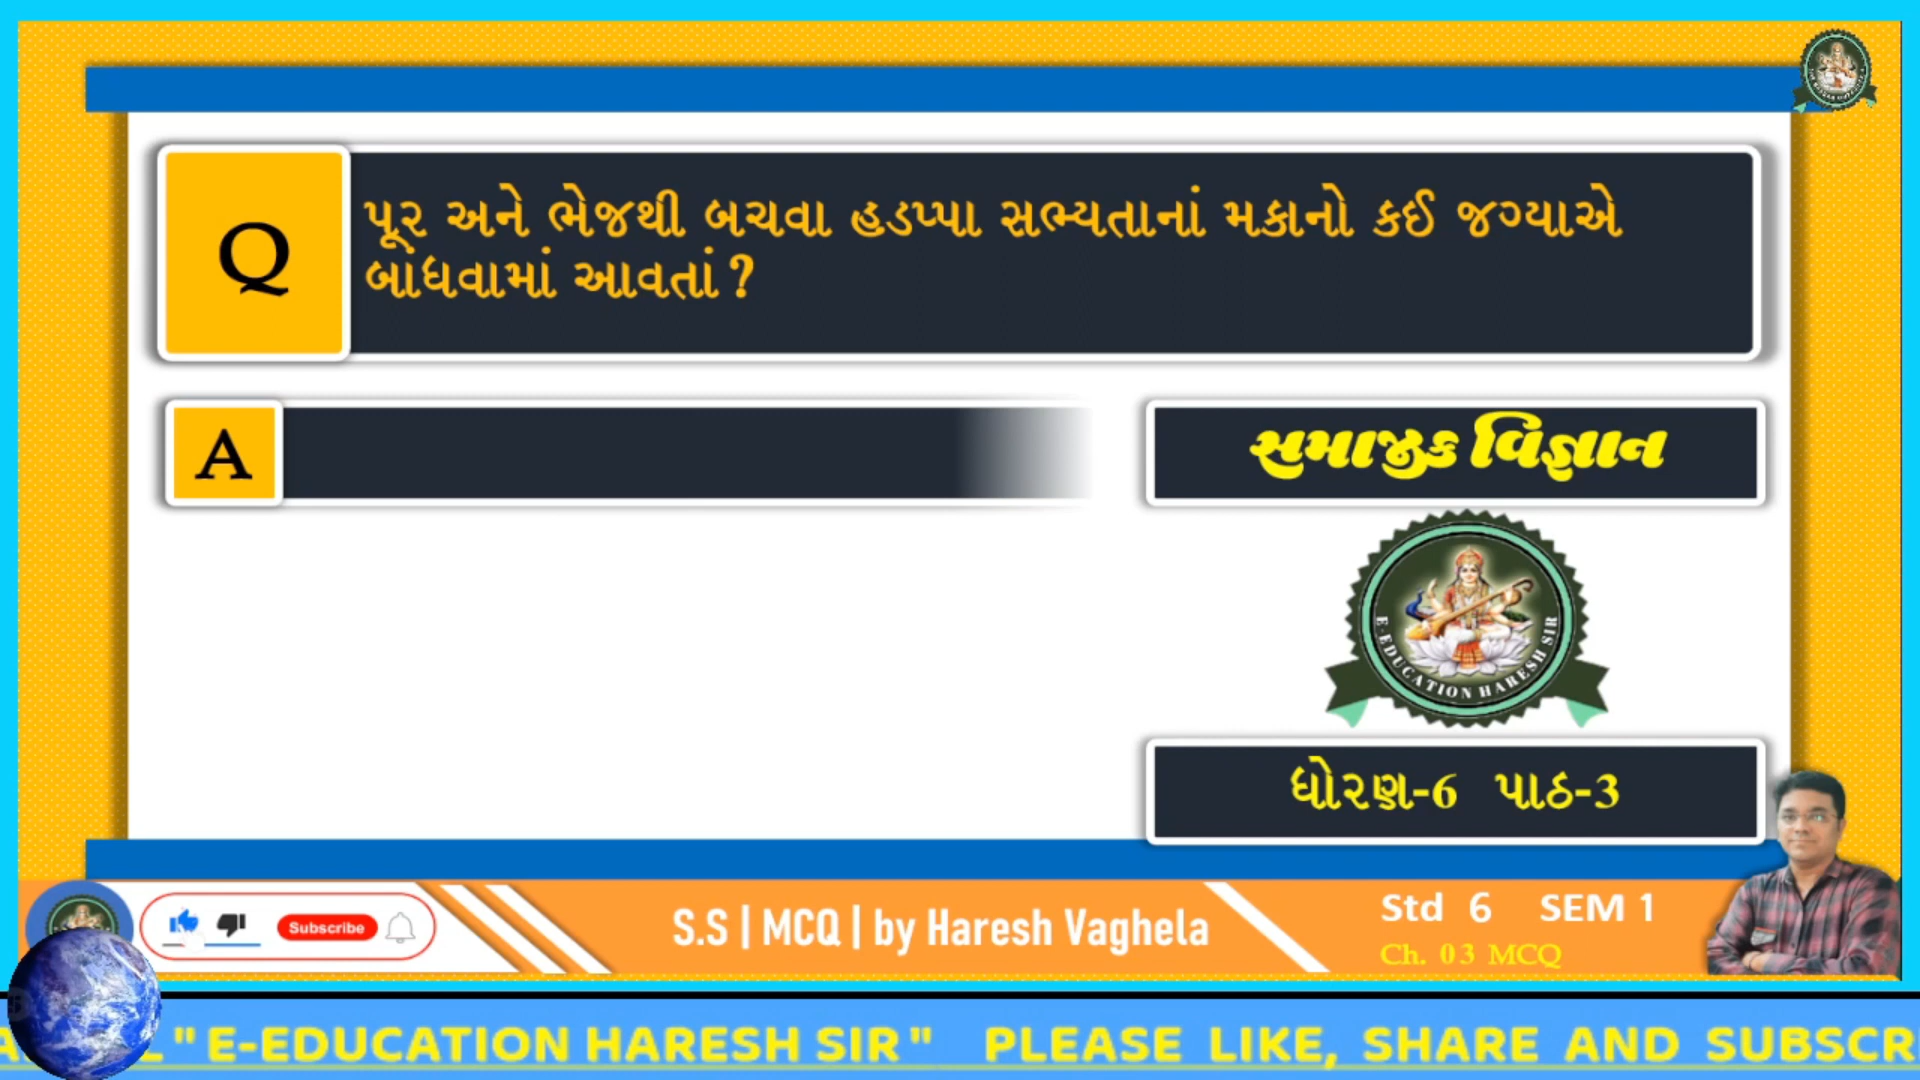 Q
પૂર અને ભેજથી બચવા હડપ્પા સભ્યતાનાં મકાનો કઈ જગ્યાએ
બાંધવામાં આવતાં ?
A
સમાજીક વિજ્ઞાન
E-EDUCATION HARESH SIR
ધોરણ-6 પાઠ-3
Subscribe
S.S | MCQ | by Haresh Vaghela
Std 6 SEM 1
Ch. 03 MCQ
"E-EDUCATION HARESH SIR" PLEASE LIKE, SHARE AND SUBSCR